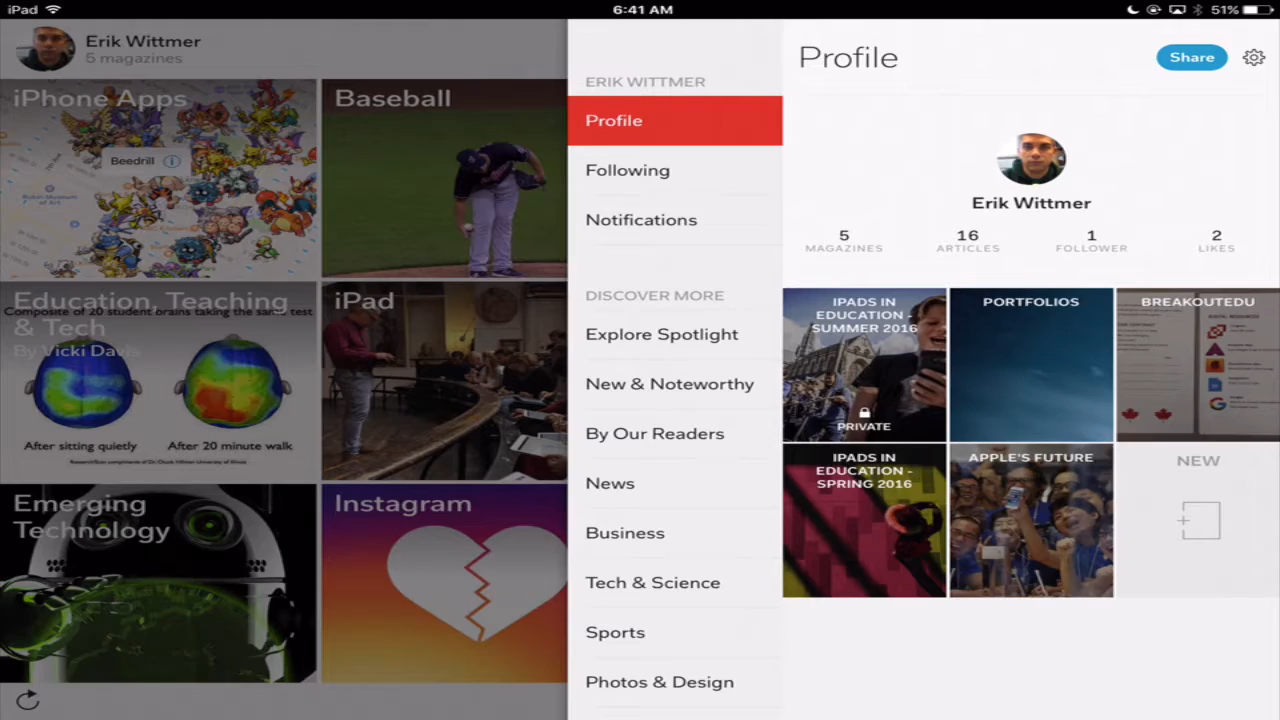 iPad
6:41 AM
51%
Erik Wittmer
5 magazines
iPhone Apps
Beedrill
Baseball
Education, Teaching
& Tech
By Vicki Davis
Composite of 20 student brains taking the same test
After sitting quietly
After 20 minute walk
iPad
Emerging
Technology
Instagram
ERIK WITTMER
Profile
Following
Notifications
DISCOVER MORE
Explore Spotlight
New & Noteworthy
By Our Readers
News
Business
Tech & Science
Sports
Photos & Design
Profile
Share
Erik Wittmer
5
MAGAZINES
16
ARTICLES
1
FOLLOWER
2
LIKES
IPADS IN
EDUCATION -
SUMMER 2016
PRIVATE
PORTFOLIOS
BREAKOUTEDU
IPADS IN
EDUCATION -
SPRING 2016
APPLE'S FUTURE
NEW